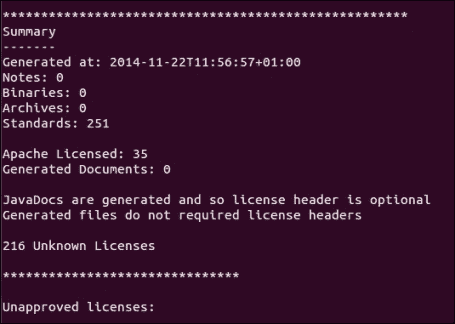 *****************************************************
Summary
-------
Generated at: 2014-11-22T11:56:57+01:00
Notes: 0
Binaries: 0
Archives: 0
Standards: 251
Apache Licensed: 35
Generated Documents: 0
JavaDocs are generated and so license header is optional
Generated files do not required license headers
216 Unknown Licenses
*******************************
Unapproved licenses: